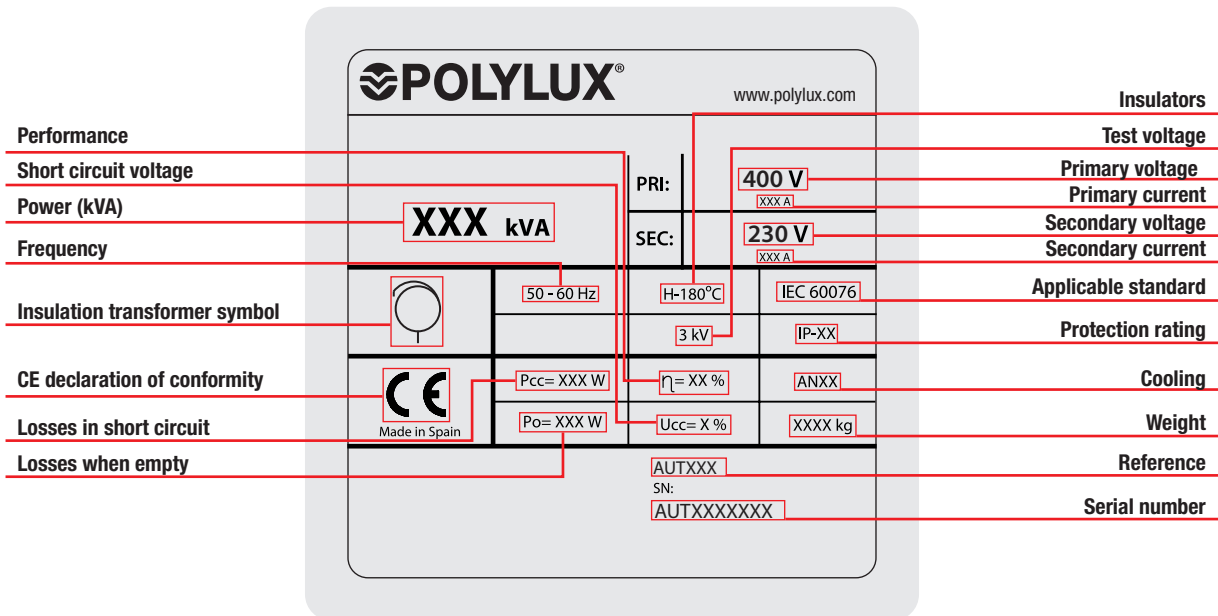 POLYLUX®
www.polylux.com
Performance
Short circuit voltage
Power (kVA)
Frequency
Insulation transformer symbol
CE declaration of conformity
Losses in short circuit
Losses when empty
XXX kVA
PRI:
400 V
XXX A
SEC:
230 V
XXX A
50 - 60 Hz
H-180°C
IEC 60076
3 kV
IP-XX
CE
Made in Spain
Pcc= XXX W
η= XX %
ANXX
Po= XXX W
Ucc= X %
XXXX kg
AUTXXX
SN:
AUTXXXXXXX
Insulators
Test voltage
Primary voltage
Primary current
Secondary voltage
Secondary current
Applicable standard
Protection rating
Cooling
Weight
Reference
Serial number